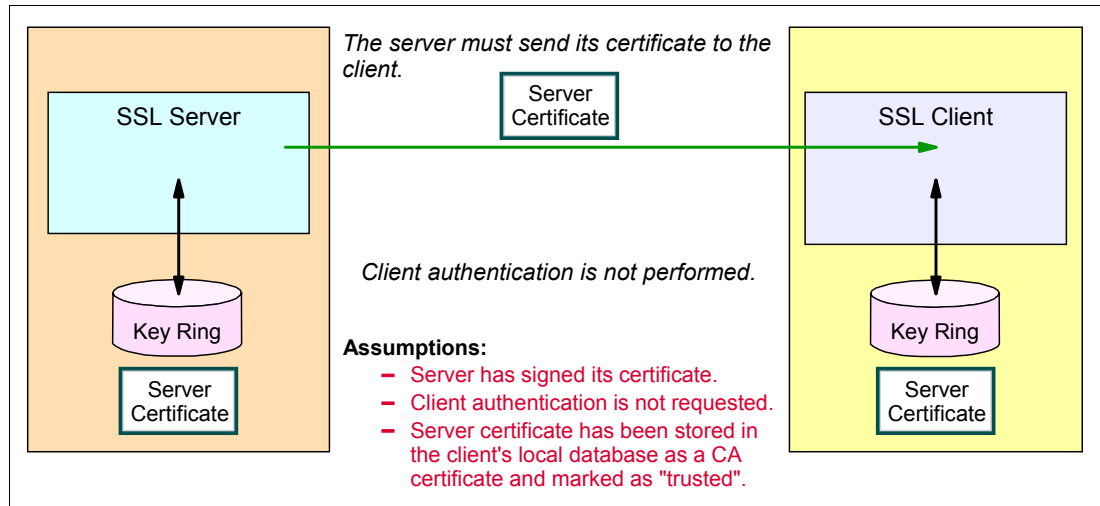 The server must send its certificate to the
client.
Server
Certificate
SSL Server
SSL Client
Client authentication is not performed.
Key Ring
Key Ring
Server
Certificate
Server
Certificate
Assumptions:
– Server has signed its certificate.
– Client authentication is not requested.
– Server certificate has been stored in
the client's local database as a CA
certificate and marked as "trusted".